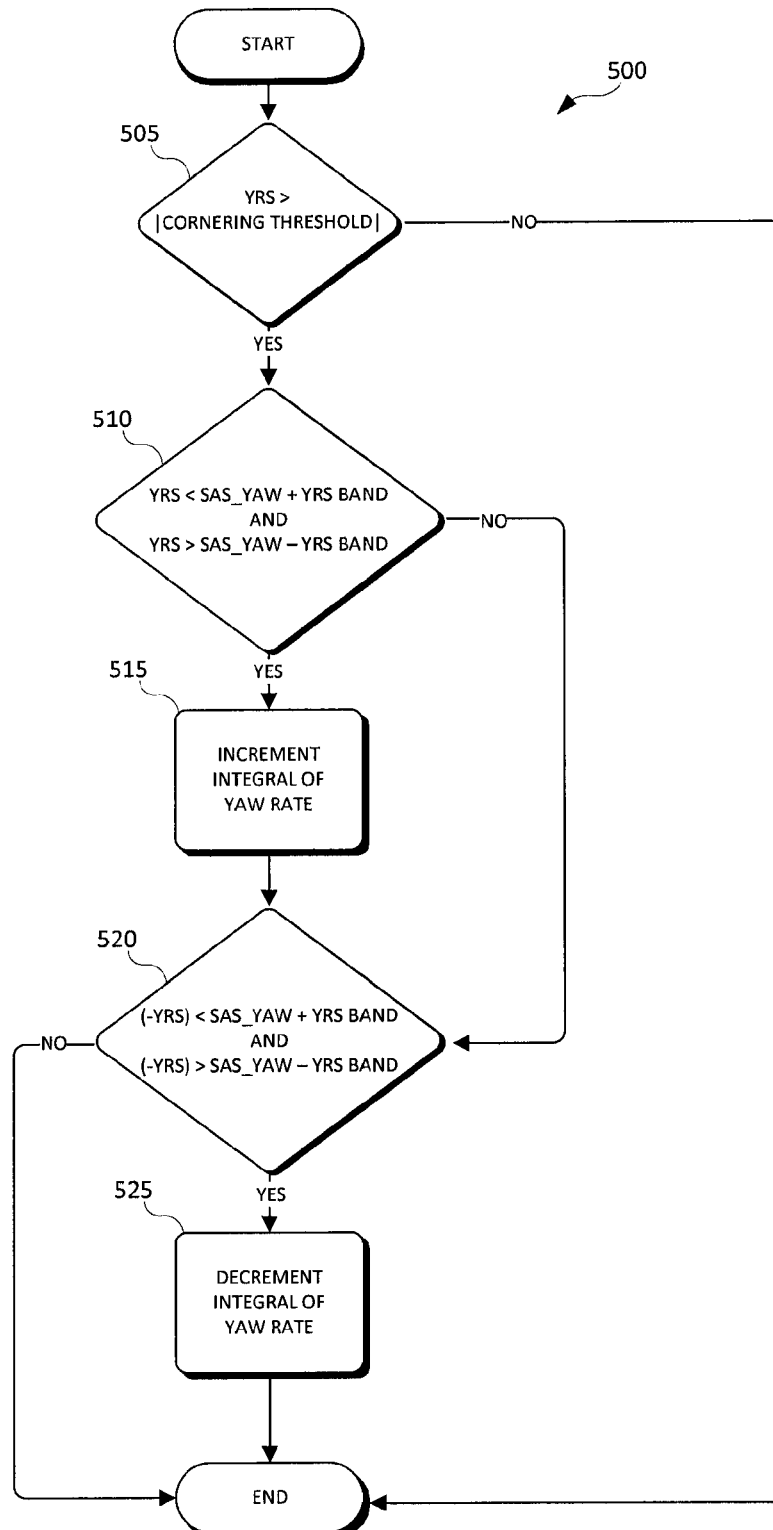 START
500
505
YRS >
|CORNERING THRESHOLD|
NO
YES
510
YRS < SAS_YAW + YRS BAND
AND
YRS > SAS_YAW – YRS BAND
NO
YES
515
INCREMENT
INTEGRAL OF
YAW RATE
520
(-YRS) < SAS_YAW + YRS BAND
AND
(-YRS) > SAS_YAW – YRS BAND
NO
YES
525
DECREMENT
INTEGRAL OF
YAW RATE
END